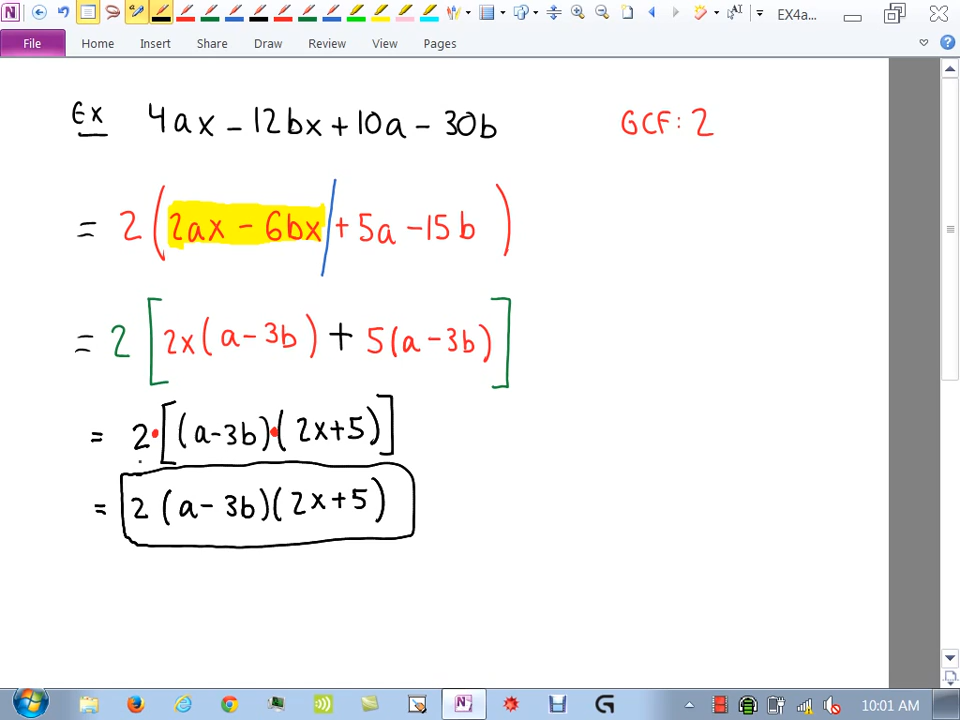 EX4a...
File Home Insert Share Draw Review View Pages
Ex 4ax - 12bx + 10a - 30b GCF: 2
= 2 ( 2ax - 6bx + 5a - 15b )
= 2 [ 2x(a - 3b) + 5(a - 3b) ]
= 2 · [ (a - 3b) · (2x + 5) ]
= 2 (a - 3b)(2x + 5)
10:01 AM